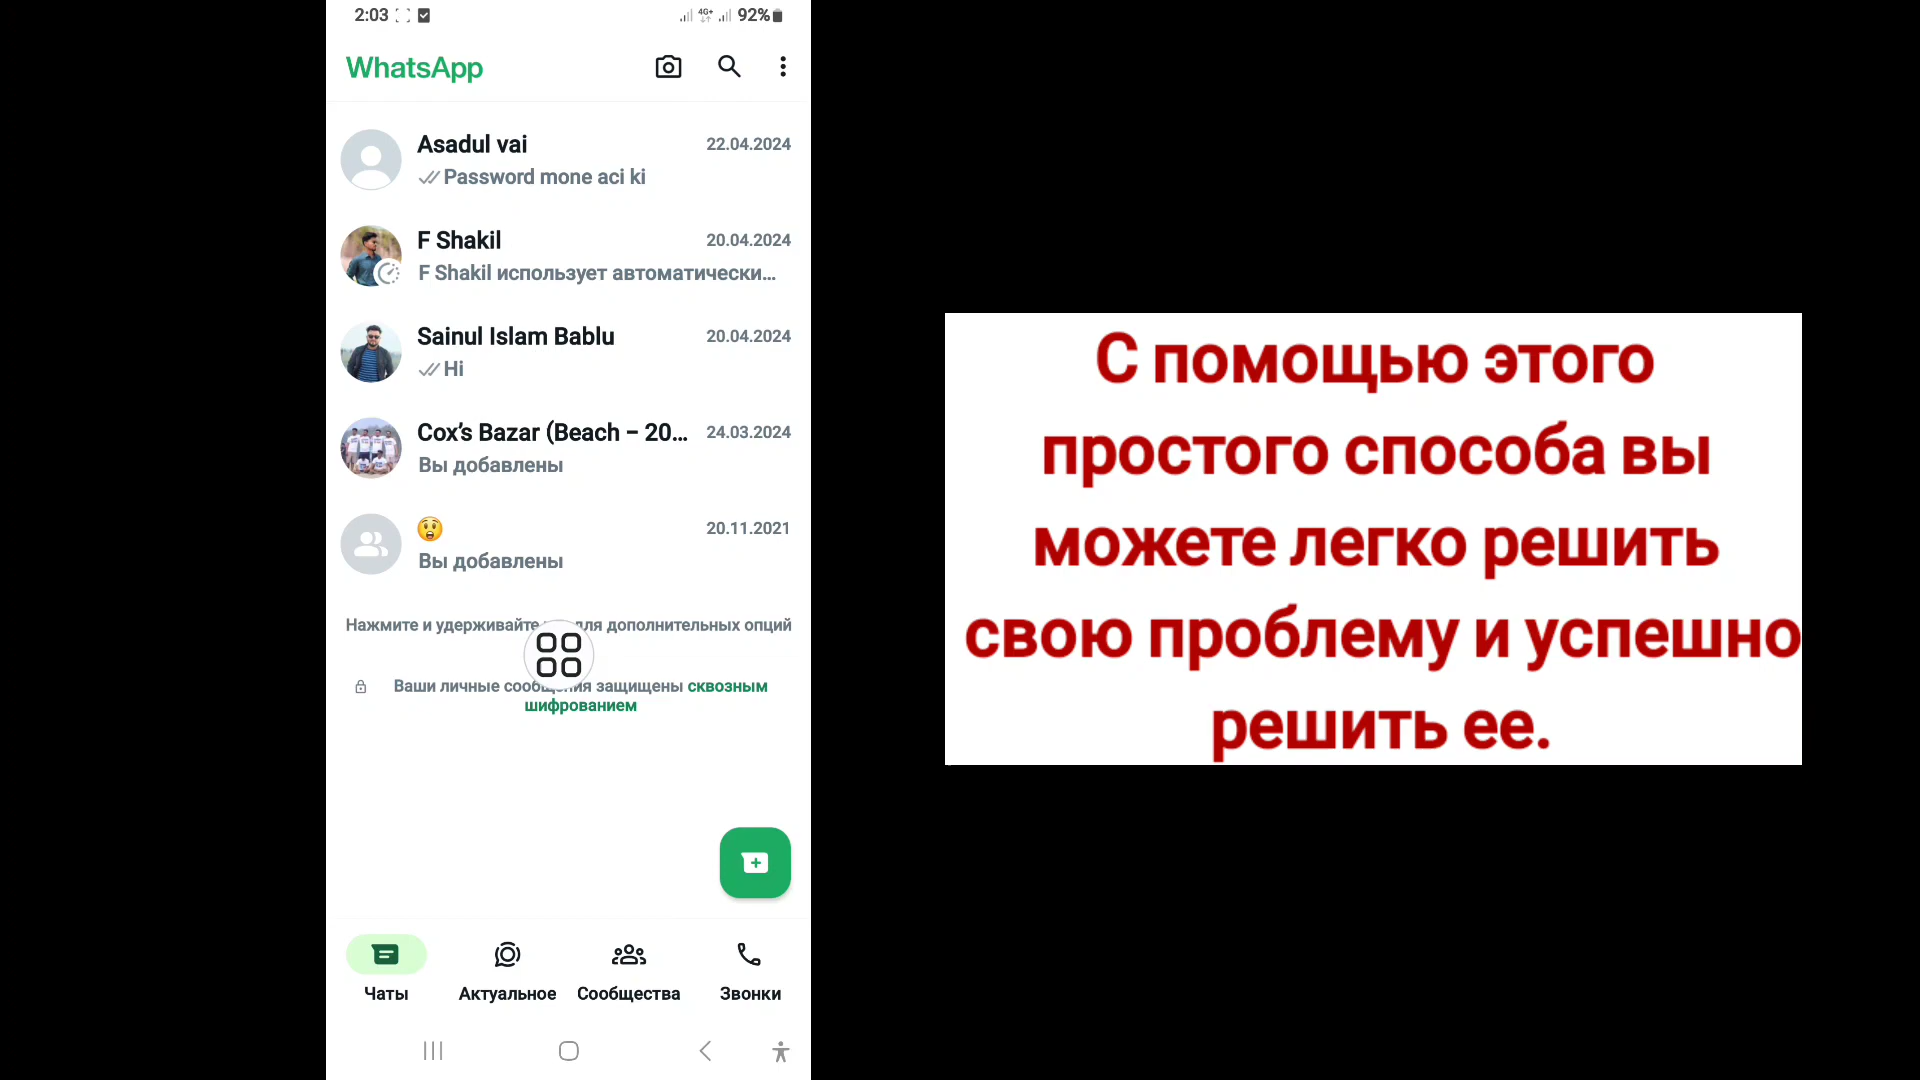 2:03
4G+
92%
WhatsApp
Asadul vai
22.04.2024
Password mone aci ki
F Shakil
20.04.2024
F Shakil использует автоматически...
Sainul Islam Bablu
20.04.2024
Hi
Cox's Bazar (Beach – 20...
24.03.2024
Вы добавлены
😲
20.11.2021
Вы добавлены
Нажмите и удерживайте для дополнительных опций
Ваши личные сообщения защищены сквозным
шифрованием
Чаты
Актуальное
Сообщества
Звонки
С помощью этого
простого способа вы
можете легко решить
свою проблему и успешно
решить ее.